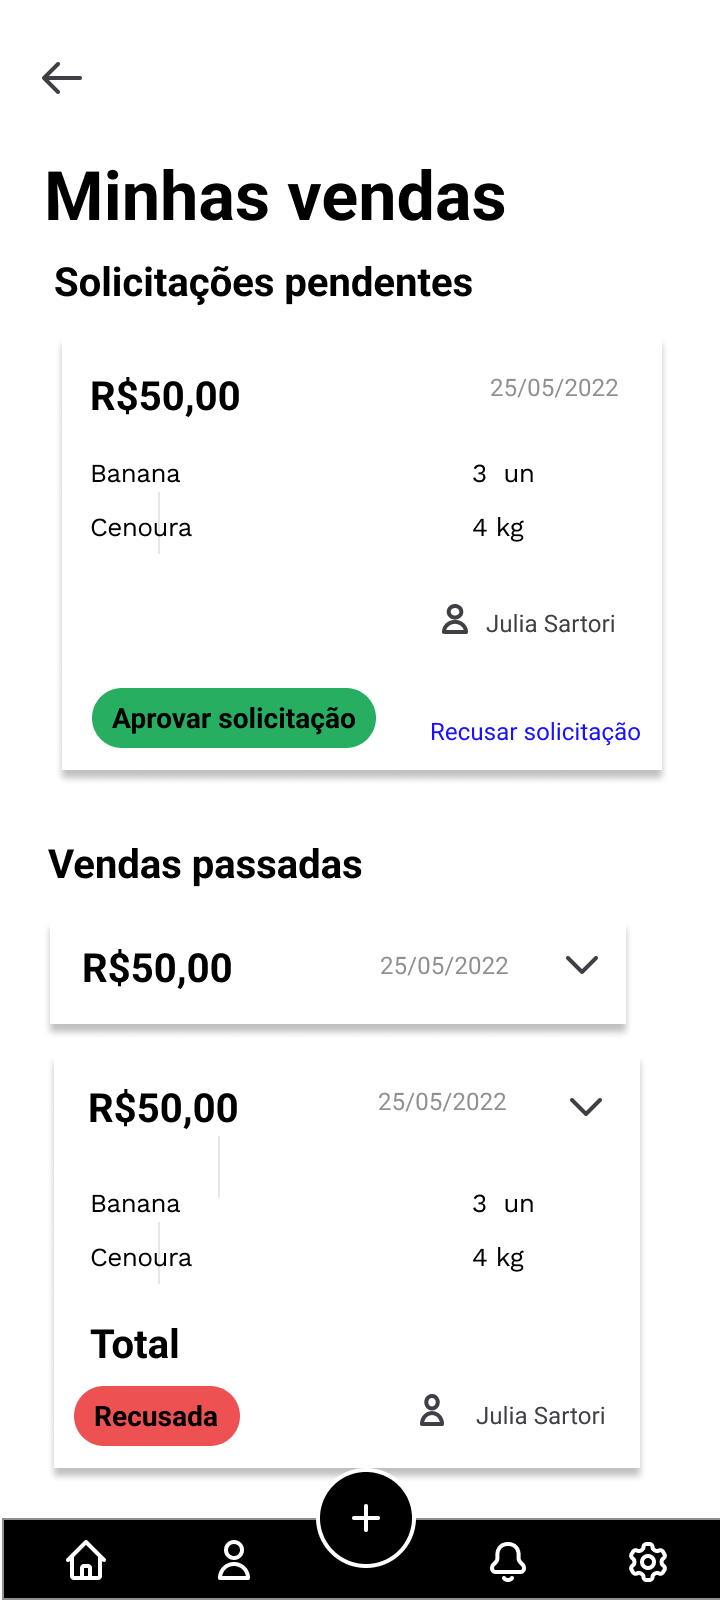 Minhas vendas
Solicitações pendentes
R$50,00 25/05/2022
Banana 3 un
Cenoura 4 kg
Julia Sartori
Aprovar solicitação Recusar solicitação
Vendas passadas
R$50,00 25/05/2022
R$50,00 25/05/2022
Banana 3 un
Cenoura 4 kg
Total
Recusada Julia Sartori